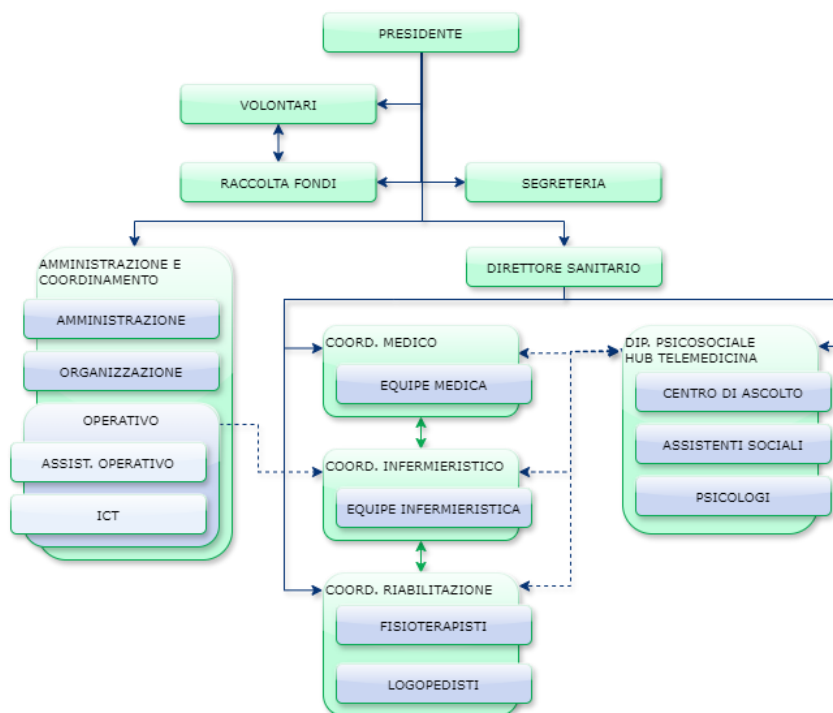 PRESIDENTE
VOLONTARI
RACCOLTA FONDI
SEGRETERIA
AMMINISTRAZIONE E
COORDINAMENTO
AMMINISTRAZIONE
ORGANIZZAZIONE
OPERATIVO
ASSIST. OPERATIVO
ICT
DIRETTORE SANITARIO
COORD. MEDICO
EQUIPE MEDICA
COORD. INFERMIERISTICO
EQUIPE INFERMIERISTICA
COORD. RIABILITAZIONE
FISIOTERAPISTI
LOGOPEDISTI
DIP. PSICOSOCIALE
HUB TELEMEDICINA
CENTRO DI ASCOLTO
ASSISTENTI SOCIALI
PSICOLOGI